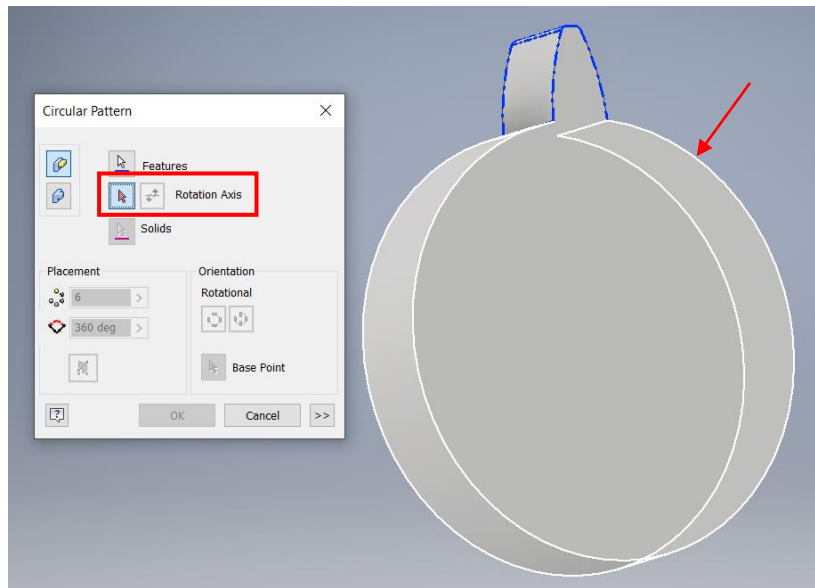 Circular Pattern
Features
Rotation Axis
Solids
Placement
6
360 deg
Orientation
Rotational
Base Point
OK
Cancel
>>